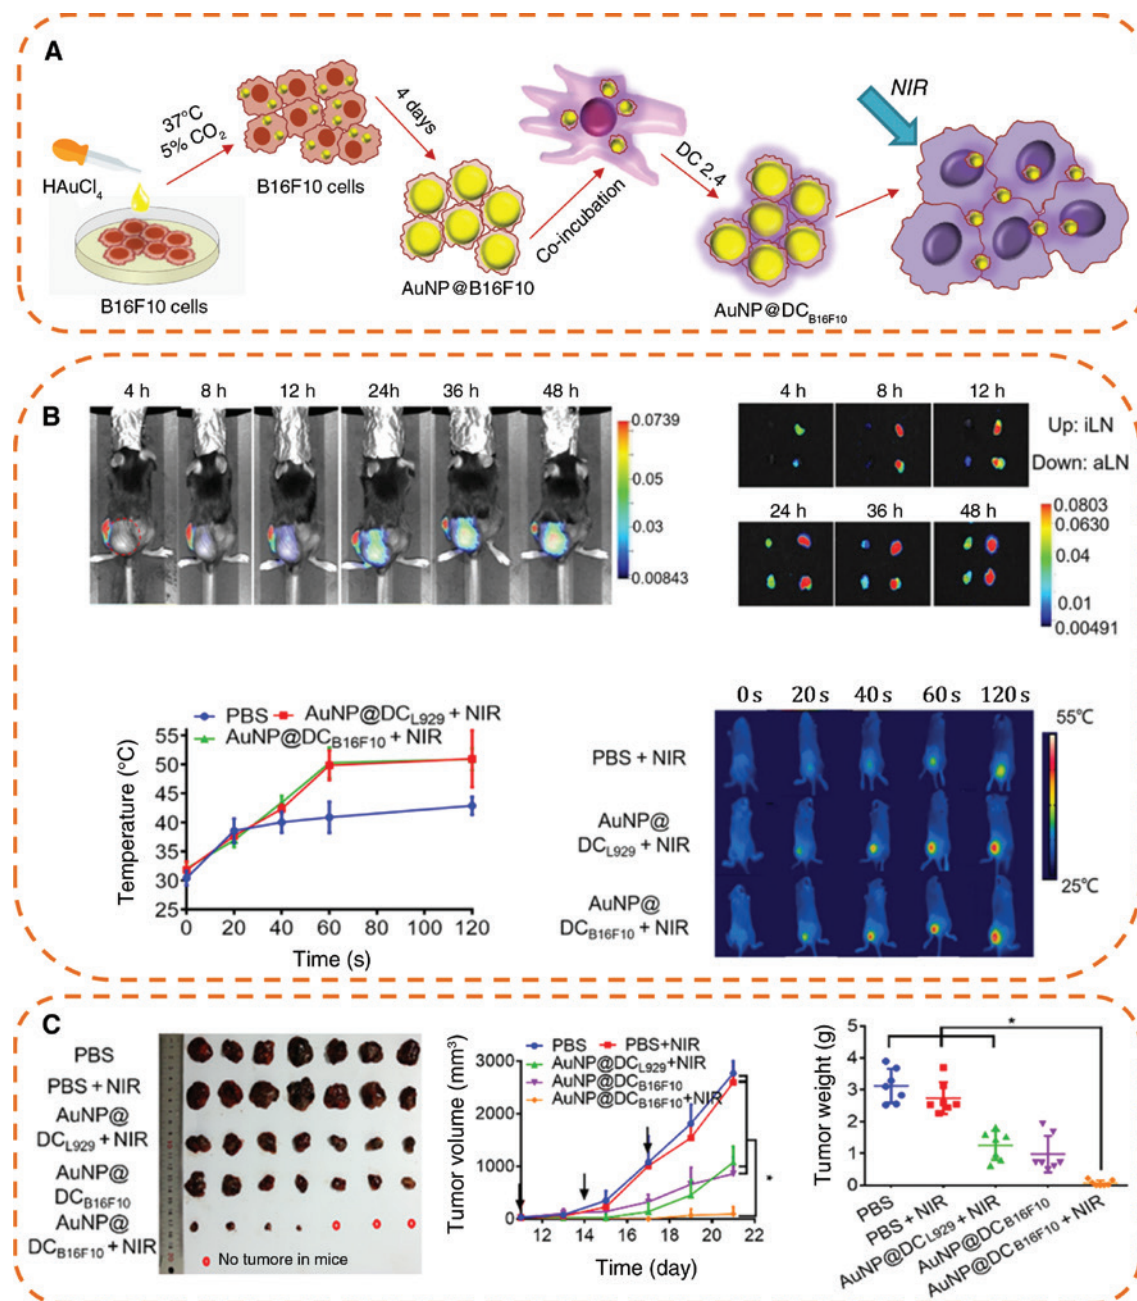 A
HAuCl4
37°C
5% CO2
B16F10 cells
B16F10 cells
4 days
AuNP@B16F10
Co-incubation
DC 2.4
AuNP@DCB16F10
NIR
B
4 h 8 h 12 h 24h 36 h 48 h
0.0739
0.05
0.03
0.00843
4 h 8 h 12 h
Up: iLN
Down: aLN
24 h 36 h 48 h
0.0803
0.0630
0.04
0.01
0.00491
PBS AuNP@DCL929 + NIR
AuNP@DCB16F10 + NIR
Temperature (°C)
55
50
45
40
35
30
25
0 20 40 60 80 100 120
Time (s)
0 s 20 s 40 s 60 s 120 s
PBS + NIR
AuNP@
DCL929 + NIR
AuNP@
DCB16F10 + NIR
55℃
25℃
C
PBS
PBS + NIR
AuNP@
DCL929 + NIR
AuNP@
DCB16F10
AuNP@
DCB16F10 + NIR
No tumore in mice
Tumor volume (mm3)
3000
2000
1000
0
PBS PBS+NIR
AuNP@DCL929+NIR
AuNP@DCB16F10
AuNP@DCB16F10+NIR
*
12 14 16 18 20 22
Time (day)
Tumor weight (g)
5
4
3
2
1
0
*
PBS
PBS + NIR
AuNP@DCL929 + NIR
AuNP@DCB16F10
AuNP@DCB16F10 + NIR